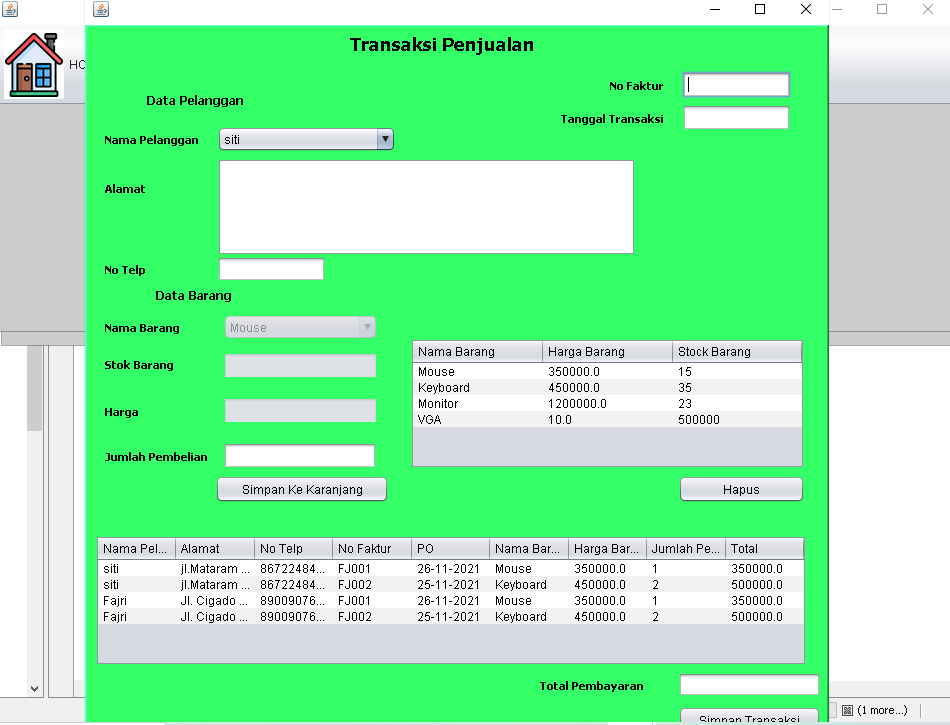 HO
Transaksi Penjualan
No Faktur
Data Pelanggan
Tanggal Transaksi
Nama Pelanggan siti
Alamat
No Telp
Data Barang
Nama Barang Mouse
Stok Barang
Harga
Jumlah Pembelian
Nama Barang Harga Barang Stock Barang
Mouse 350000.0 15
Keyboard 450000.0 35
Monitor 1200000.0 23
VGA 10.0 500000
Simpan Ke Karanjang Hapus
Nama Pel... Alamat No Telp No Faktur PO Nama Bar... Harga Bar... Jumlah Pe... Total
siti jl.Mataram ... 86722484... FJ001 26-11-2021 Mouse 350000.0 1 350000.0
siti jl.Mataram ... 86722484... FJ002 25-11-2021 Keyboard 450000.0 2 500000.0
Fajri Jl. Cigado ... 89009076... FJ001 26-11-2021 Mouse 350000.0 1 350000.0
Fajri Jl. Cigado ... 89009076... FJ002 25-11-2021 Keyboard 450000.0 2 500000.0
Total Pembayaran
Simpan Transaksi
(1 more...)